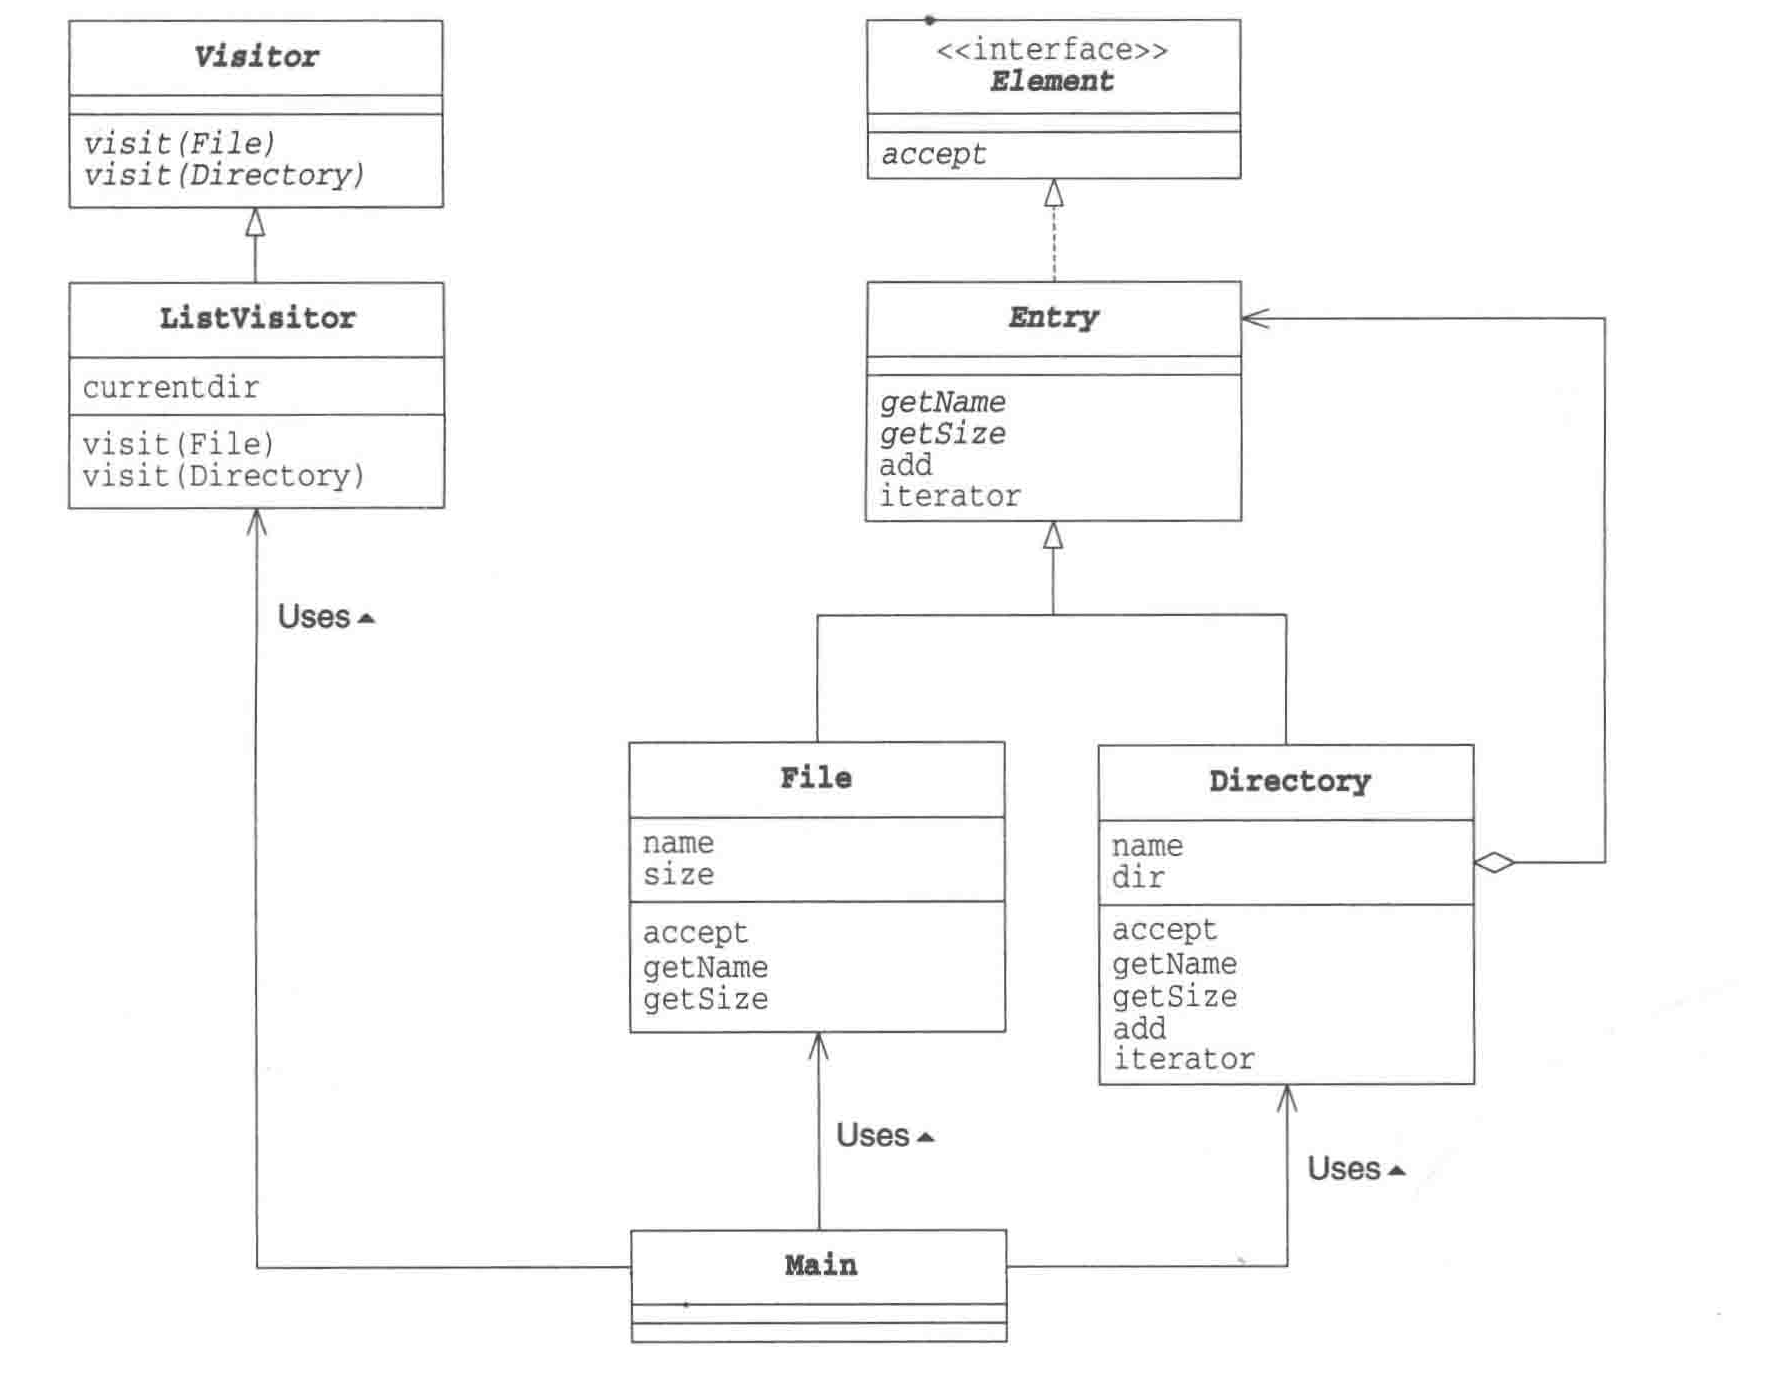 Visitor
visit(File)
visit(Directory)
<<interface>>
Element
accept
ListVisitor
currentdir
visit(File)
visit(Directory)
Entry
getName
getSize
add
iterator
Uses
File
name
size
accept
getName
getSize
Directory
name
dir
accept
getName
getSize
add
iterator
Uses
Uses
Main